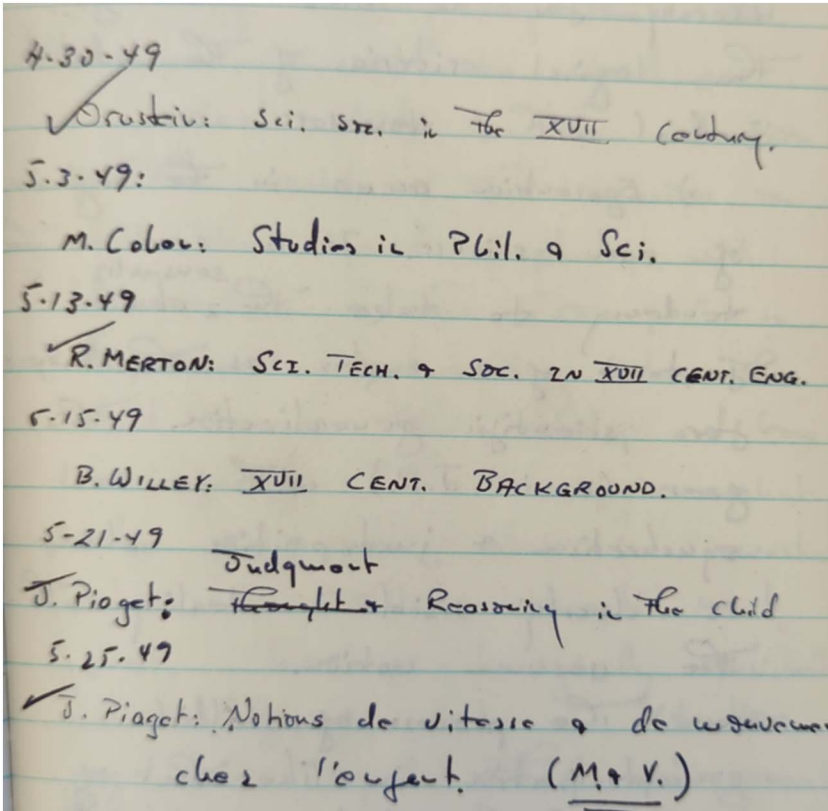 4-30-49
✓ Ornstein: Sci. Soc. in the XVII Century.
5.3.49:
M. Cohen: Studies in Phil. & Sci.
5-13-49
✓ R. MERTON: SCI. TECH. & SOC. IN XVII CENT. ENG.
5-15-49
B. WILLEY: XVII CENT. BACKGROUND.
5-21-49
Judgment
✓ J. Piaget: Thought & Reasoning in the child
5.25.49
✓ J. Piaget: Notions de vitesse & de mouveme
chez l'enfant. (M. & V.)